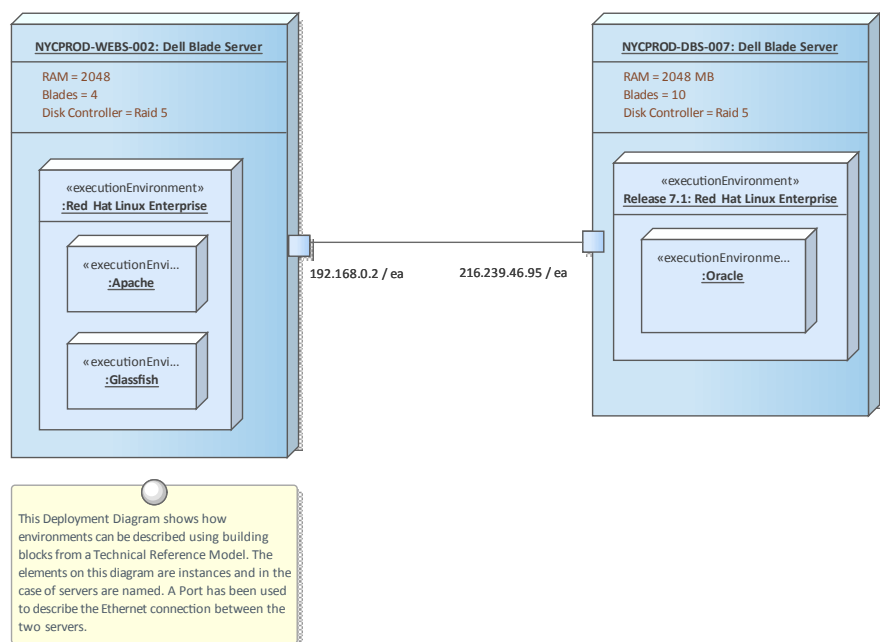 NYCPROD-WEBS-002: Dell Blade Server
RAM = 2048
Blades = 4
Disk Controller = Raid 5
«executionEnvironment»
:Red Hat Linux Enterprise
«executionEnvi...
:Apache
«executionEnvi...
:Glassfish
192.168.0.2 / ea
216.239.46.95 / ea
NYCPROD-DBS-007: Dell Blade Server
RAM = 2048 MB
Blades = 10
Disk Controller = Raid 5
«executionEnvironment»
Release 7.1: Red Hat Linux Enterprise
«executionEnvironme...
:Oracle
This Deployment Diagram shows how
environments can be described using building
blocks from a Technical Reference Model. The
elements on this diagram are instances and in the
case of servers are named. A Port has been used
to describe the Ethernet connection between the
two servers.